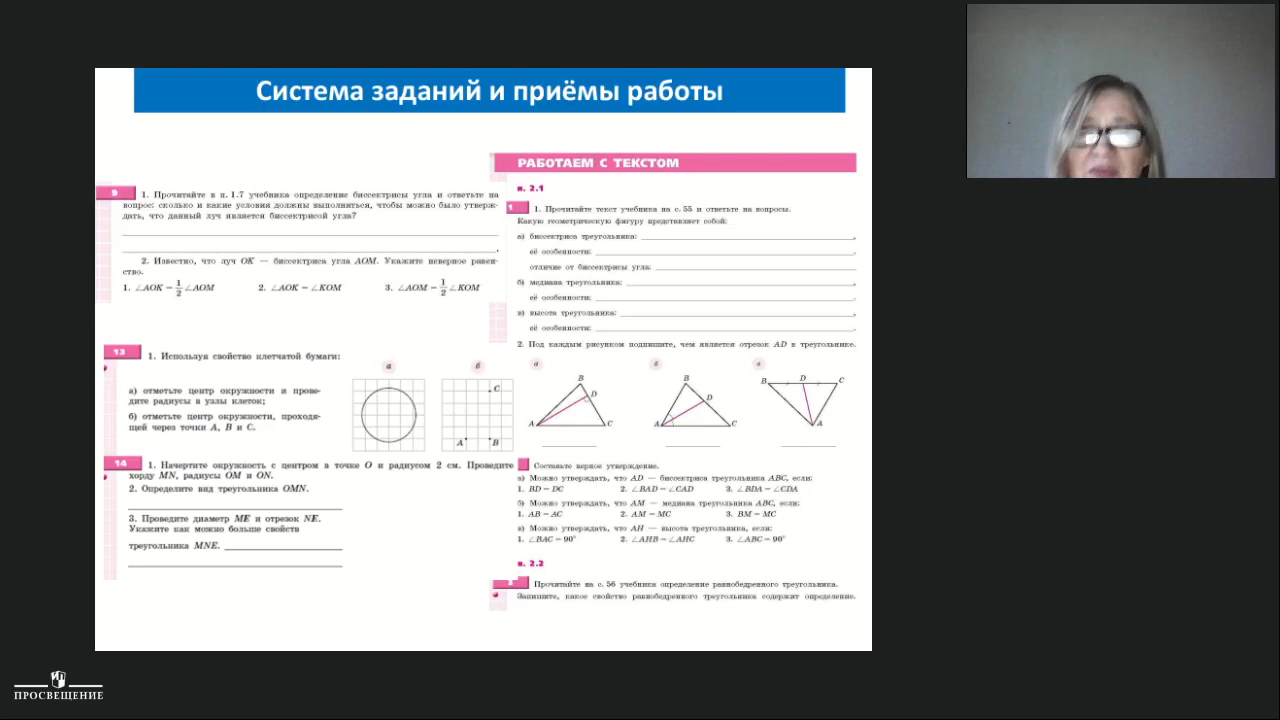 Система заданий и приёмы работы
9
1. Прочитайте в п. 1.7 учебника определение биссектрисы угла и ответьте на
вопрос: сколько и какие условия должны выполниться, чтобы можно было утверж-
дать, что данный луч является биссектрисой угла?
2. Известно, что луч OK — биссектриса угла AOM. Укажите неверное равен-
ство.
1. ∠AOK = 1/2 ∠AOM 2. ∠AOK = ∠KOM 3. ∠AOM = 1/2 ∠KOM
13
1. Используя свойство клетчатой бумаги:
а) отметьте центр окружности и прове-
дите радиусы в узлы клеток;
б) отметьте центр окружности, проходя-
щей через точки A, B и C.
а
б
C
A
B
14
1. Начертите окружность с центром в точке O и радиусом 2 см. Проведите
хорду MN, радиусы OM и ON.
2. Определите вид треугольника OMN.
3. Проведите диаметр ME и отрезок NE.
Укажите как можно больше свойств
треугольника MNE.
РАБОТАЕМ С ТЕКСТОМ
п. 2.1
1
1. Прочитайте текст учебника на с. 55 и ответьте на вопросы.
Какую геометрическую фигуру представляет собой:
а) биссектриса треугольника:
её особенности:
отличие от биссектрисы угла:
б) медиана треугольника:
её особенности:
в) высота треугольника:
её особенности:
2. Под каждым рисунком подпишите, чем является отрезок AD в треугольнике.
а
б
в
B
D
A
C
B
D
A
C
B
D
C
A
Составьте верное утверждение.
а) Можно утверждать, что AD — биссектриса треугольника ABC, если:
1. BD = DC 2. ∠BAD = ∠CAD 3. ∠BDA = ∠CDA
б) Можно утверждать, что AM — медиана треугольника ABC, если:
1. AB = AC 2. AM = MC 3. BM = MC
в) Можно утверждать, что AH — высота треугольника, если:
1. ∠BAC = 90° 2. ∠AHB = ∠AHC 3. ∠ABC = 90°
п. 2.2
3
Прочитайте на с. 56 учебника определение равнобедренного треугольника.
Запишите, какое свойство равнобедренного треугольника содержит определение.
ПРОСВЕЩЕНИЕ